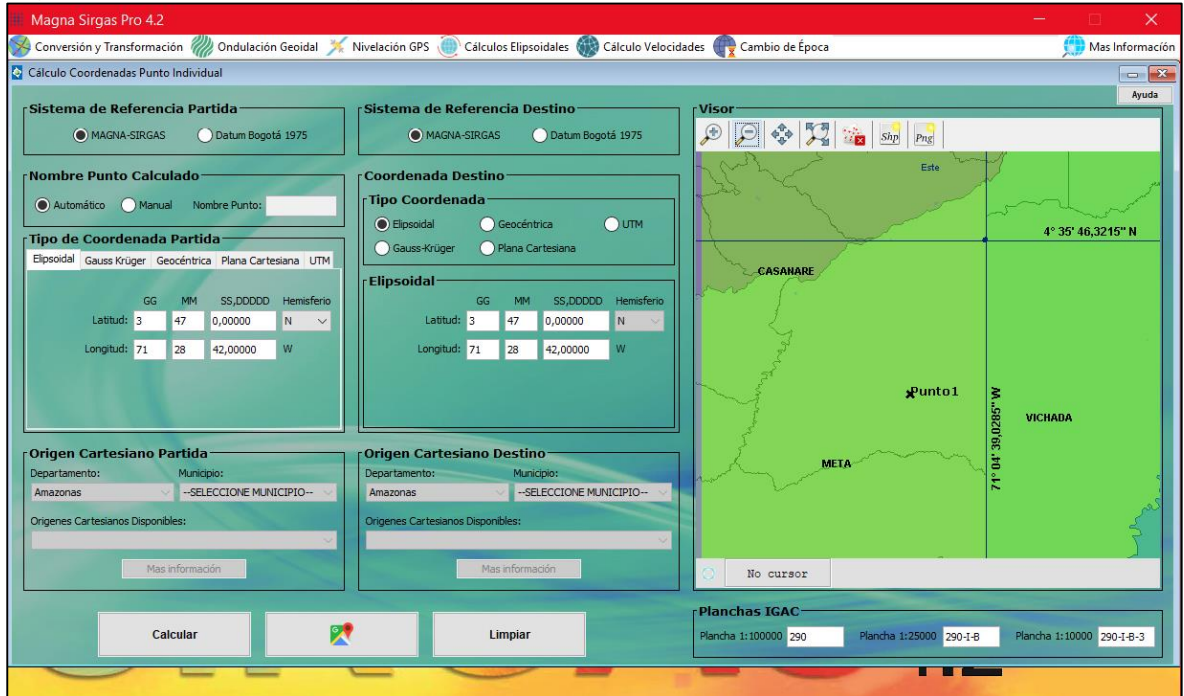 Magna Sirgas Pro 4.2
Conversión y Transformación Ondulación Geoidal Nivelación GPS Cálculos Elipsoidales Cálculo Velocidades Cambio de Época Mas Información
Cálculo Coordenadas Punto Individual
Ayuda
Sistema de Referencia Partida
MAGNA-SIRGAS Datum Bogotá 1975
Nombre Punto Calculado
Automático Manual Nombre Punto:
Tipo de Coordenada Partida
Elipsoidal Gauss Krüger Geocéntrica Plana Cartesiana UTM
GG MM SS,DDDDD Hemisferio
Latitud: 3 47 0,00000 N
Longitud: 71 28 42,00000 W
Origen Cartesiano Partida
Departamento: Municipio:
Amazonas --SELECCIONE MUNICIPIO--
Origenes Cartesianos Disponibles:
Mas información
Sistema de Referencia Destino
MAGNA-SIRGAS Datum Bogotá 1975
Coordenada Destino
Tipo Coordenada
Elipsoidal Geocéntrica UTM
Gauss-Krüger Plana Cartesiana
Elipsoidal
GG MM SS,DDDDD Hemisferio
Latitud: 3 47 0,00000 N
Longitud: 71 28 42,00000 W
Origen Cartesiano Destino
Departamento: Municipio:
Amazonas --SELECCIONE MUNICIPIO--
Origenes Cartesianos Disponibles:
Mas información
Calcular
Limpiar
Visor
Shp Png
Este
4° 35' 46,3215" N
CASANARE
Punto1
71° 04' 39,0285" W
VICHADA
META
No cursor
Planchas IGAC
Plancha 1:100000 290 Plancha 1:25000 290-I-B Plancha 1:10000 290-I-B-3